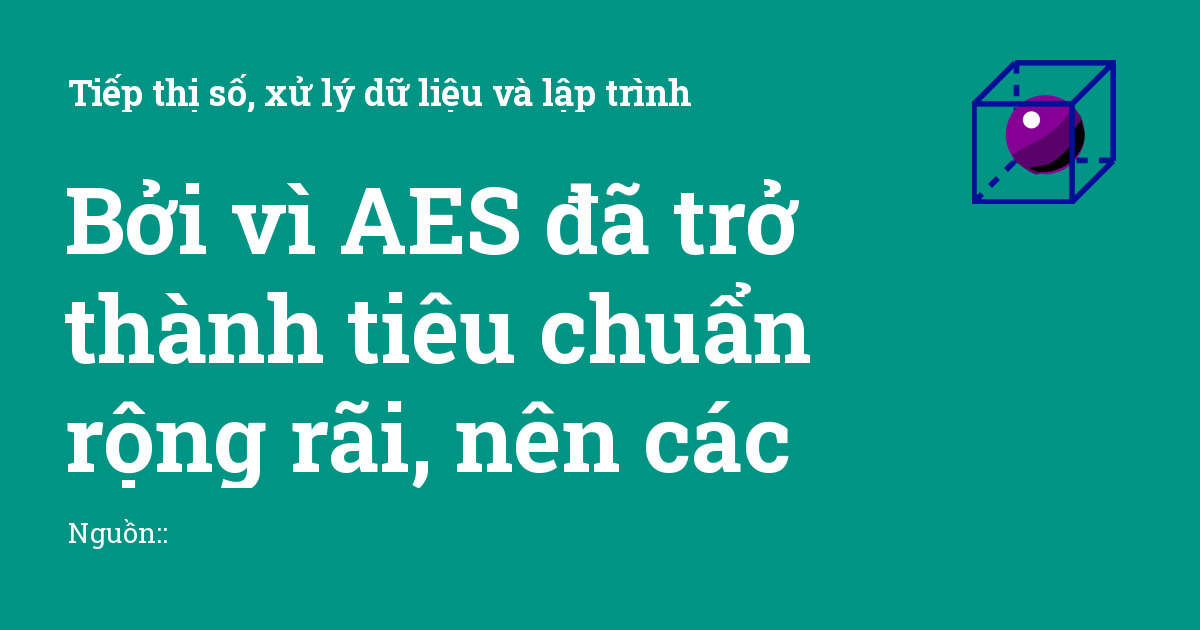 Tiếp thị số, xử lý dữ liệu và lập trình
Bởi vì AES đã trở
thành tiêu chuẩn
rộng rãi, nên các
Nguồn::